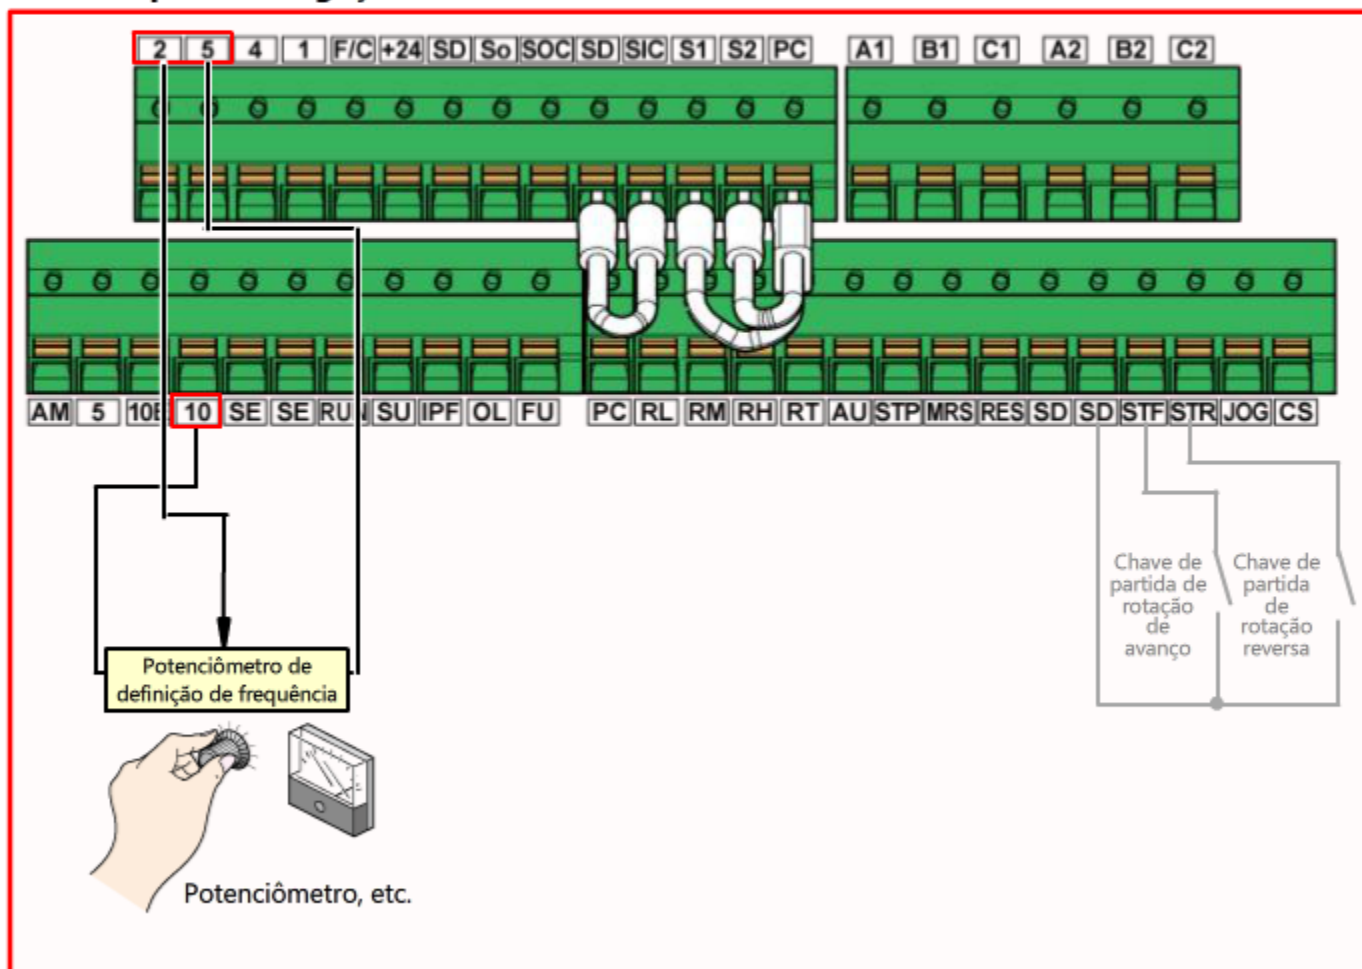 2 5 4 1 F/C +24 SD So SOC SD SIC S1 S2 PC A1 B1 C1 A2 B2 C2
AM 5 10E 10 SE SE RUN SU IPF OL FU PC RL RM RH RT AU STP MRS RES SD SD STF STR JOG CS
Chave de
partida de
rotação
de
avanço
Chave de
partida
de
rotação
reversa
Potenciômetro de
definição de frequência
Potenciômetro, etc.